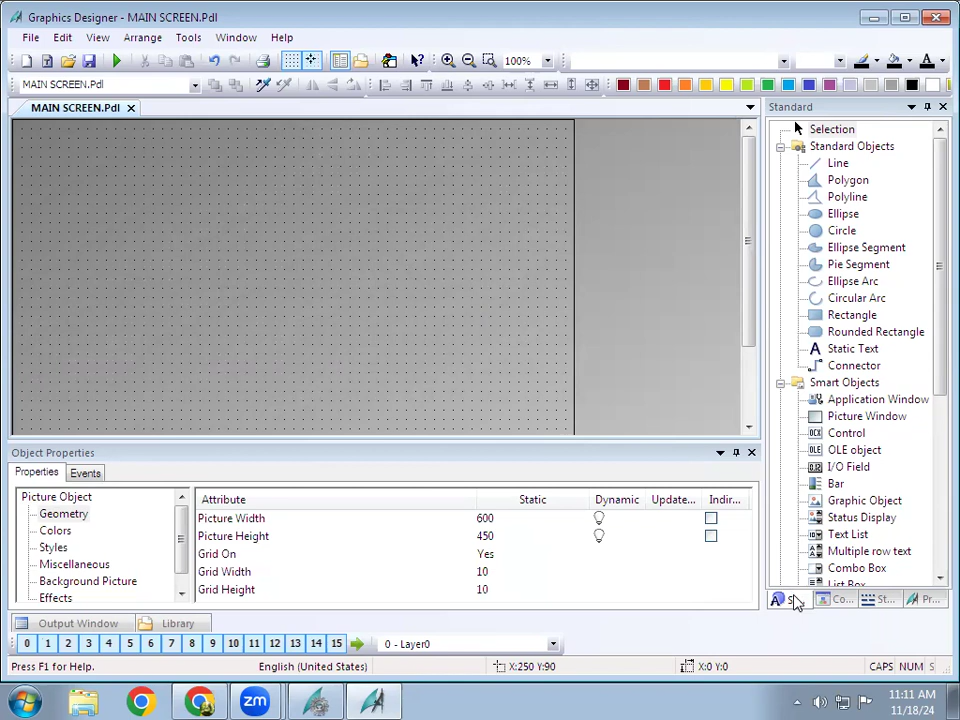 Graphics Designer - MAIN SCREEN.Pdl
File Edit View Arrange Tools Window Help
100%
MAIN SCREEN.Pdl
MAIN SCREEN.Pdl
Standard
Selection
Standard Objects
Line
Polygon
Polyline
Ellipse
Circle
Ellipse Segment
Pie Segment
Ellipse Arc
Circular Arc
Rectangle
Rounded Rectangle
Static Text
Connector
Smart Objects
Application Window
Picture Window
Control
OLE object
I/O Field
Bar
Graphic Object
Status Display
Text List
Multiple row text
Combo Box
List Box
S... Co... St... Pr...
Object Properties
Properties Events
Picture Object
Geometry
Colors
Styles
Miscellaneous
Background Picture
Effects
Attribute Static Dynamic Update... Indir...
Picture Width 600
Picture Height 450
Grid On Yes
Grid Width 10
Grid Height 10
Output Window Library
0 1 2 3 4 5 6 7 8 9 10 11 12 13 14 15 0 - Layer0
Press F1 for Help. English (United States) X:250 Y:90 X:0 Y:0 CAPS NUM S
zm
11:11 AM
11/18/24